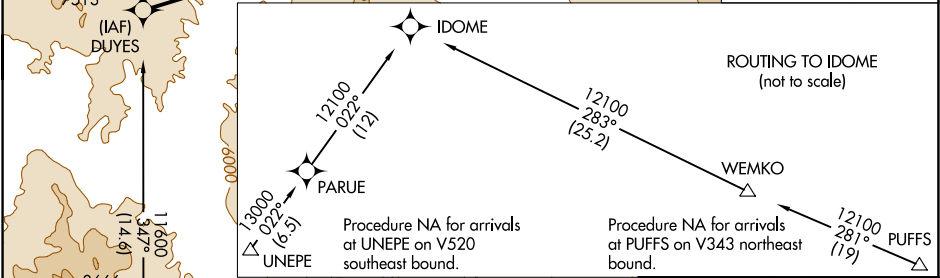 (IAF)
DUYES
11600
347°
(14.6)
6000
IDOME
ROUTING TO IDOME
(not to scale)
12100
022°
(12)
12100
283°
(25.2)
PARUE
WEMKO
13000
022°
(6.5)
UNEPE
Procedure NA for arrivals
at UNEPE on V520
southeast bound.
Procedure NA for arrivals
at PUFFS on V343 northeast
bound.
12100
281°
(19)
PUFFS